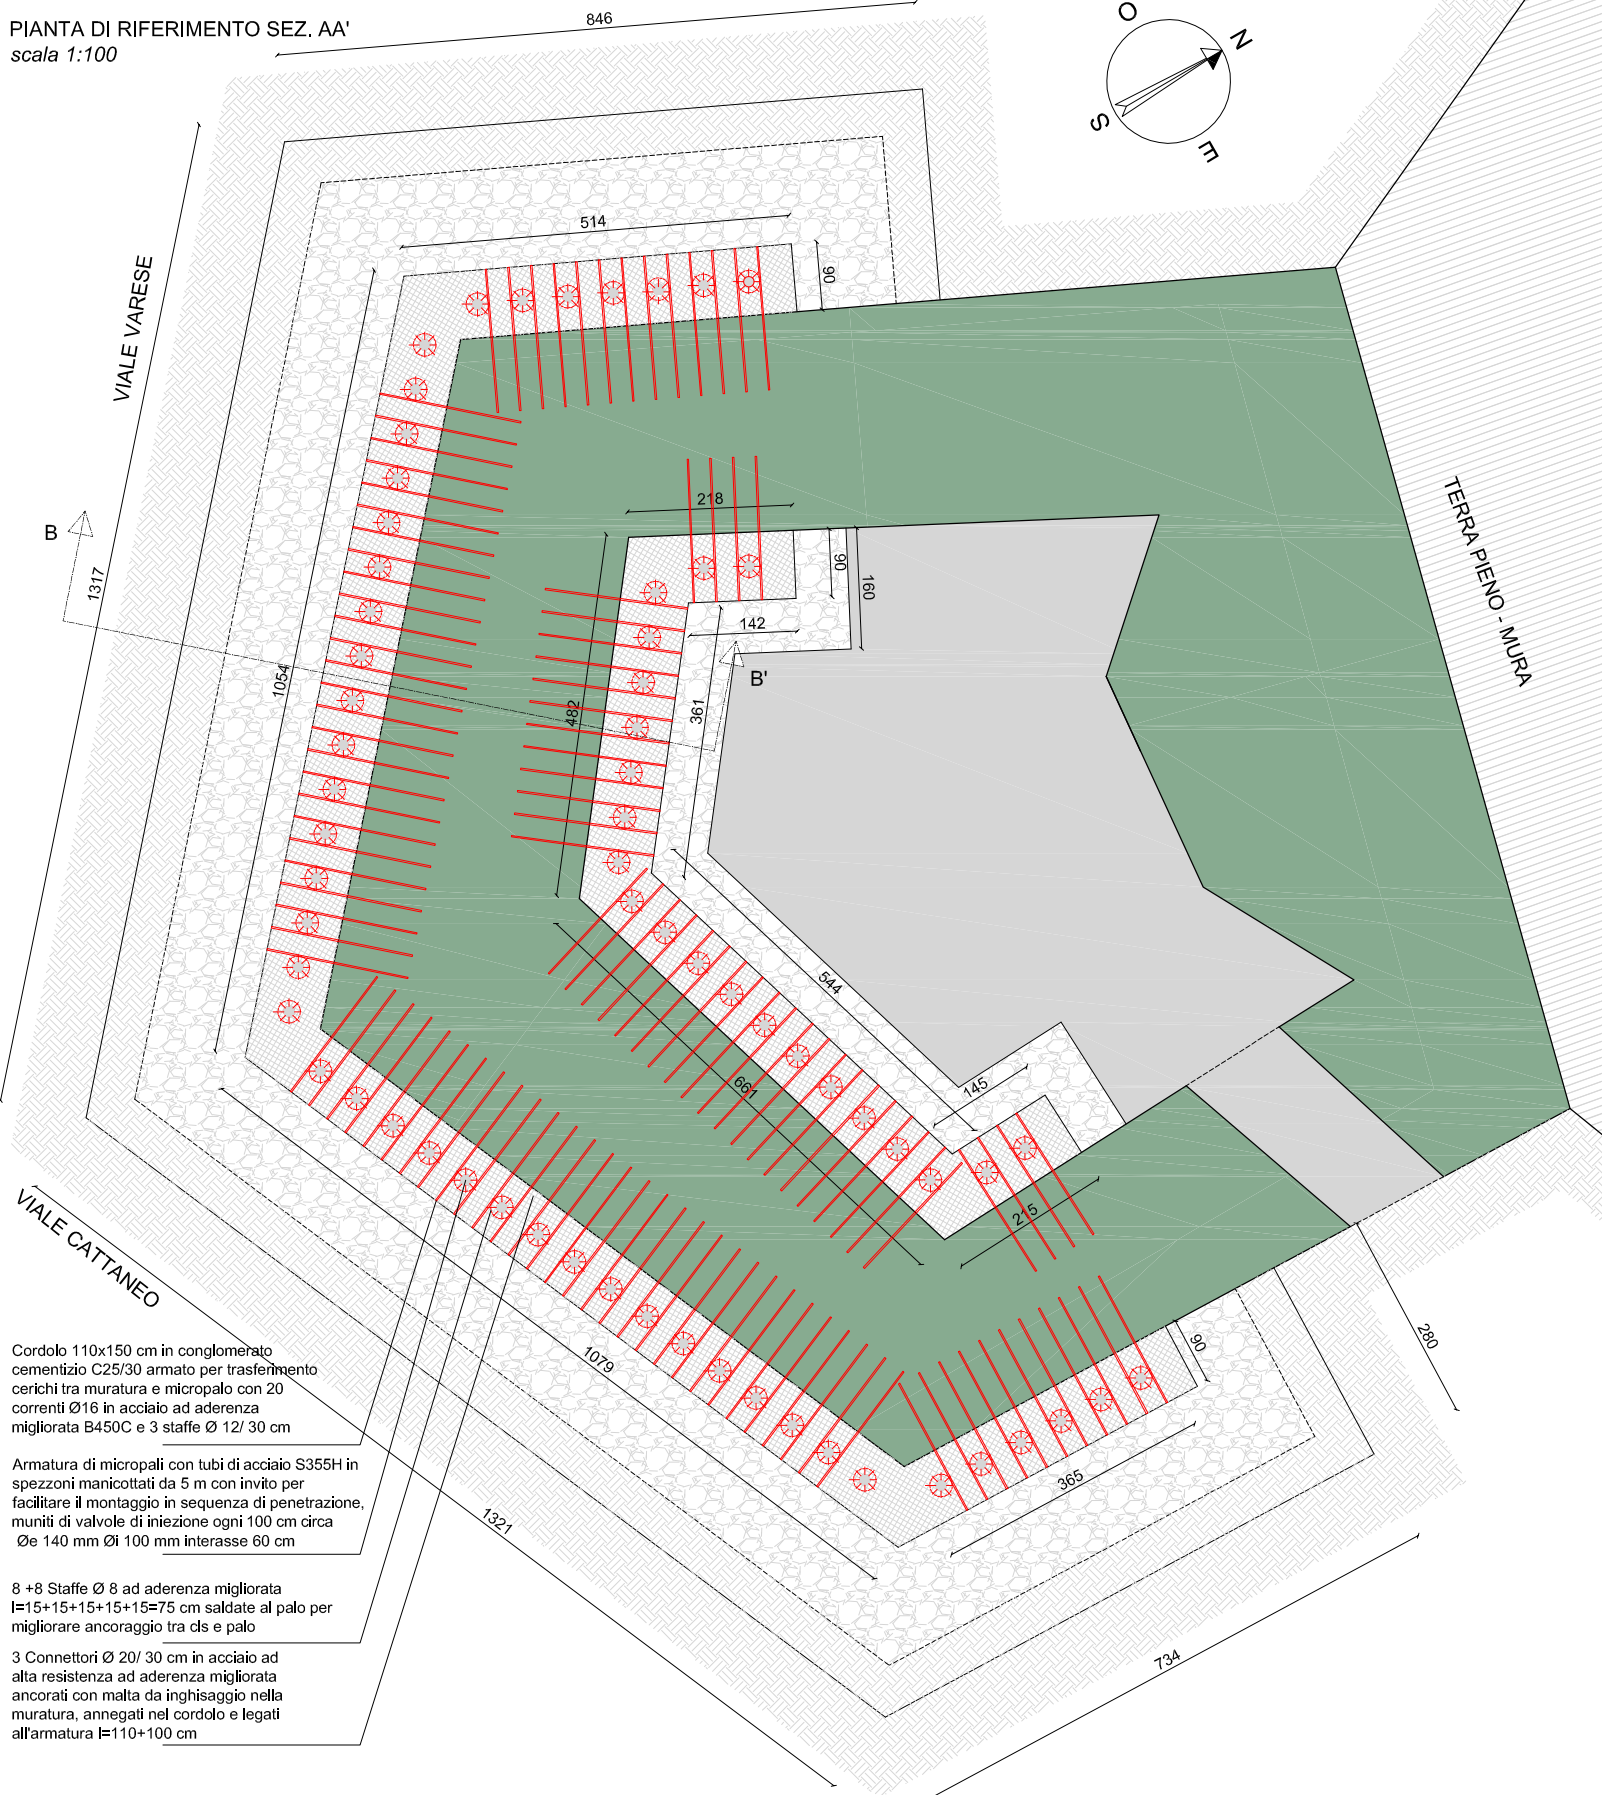 PIANTA DI RIFERIMENTO SEZ. AA'
scala 1:100
846
O
N
S
E
VIALE VARESE
514
90
218
90
160
142
B
B'
1317
1054
482
361
TERRA PIENO - MURA
544
661
145
215
280
90
365
1079
1321
734
VIALE CATTANEO
Cordolo 110x150 cm in conglomerato
cementizio C25/30 armato per trasferimento
cerichi tra muratura e micropalo con 20
correnti Ø16 in acciaio ad aderenza
migliorata B450C e 3 staffe Ø 12/ 30 cm
Armatura di micropali con tubi di acciaio S355H in
spezzoni manicottati da 5 m con invito per
facilitare il montaggio in sequenza di penetrazione,
muniti di valvole di iniezione ogni 100 cm circa
Øe 140 mm Øi 100 mm interasse 60 cm
8 +8 Staffe Ø 8 ad aderenza migliorata
l=15+15+15+15+15=75 cm saldate al palo per
migliorare ancoraggio tra cls e palo
3 Connettori Ø 20/ 30 cm in acciaio ad
alta resistenza ad aderenza migliorata
ancorati con malta da inghisaggio nella
muratura, annegati nel cordolo e legati
all'armatura l=110+100 cm